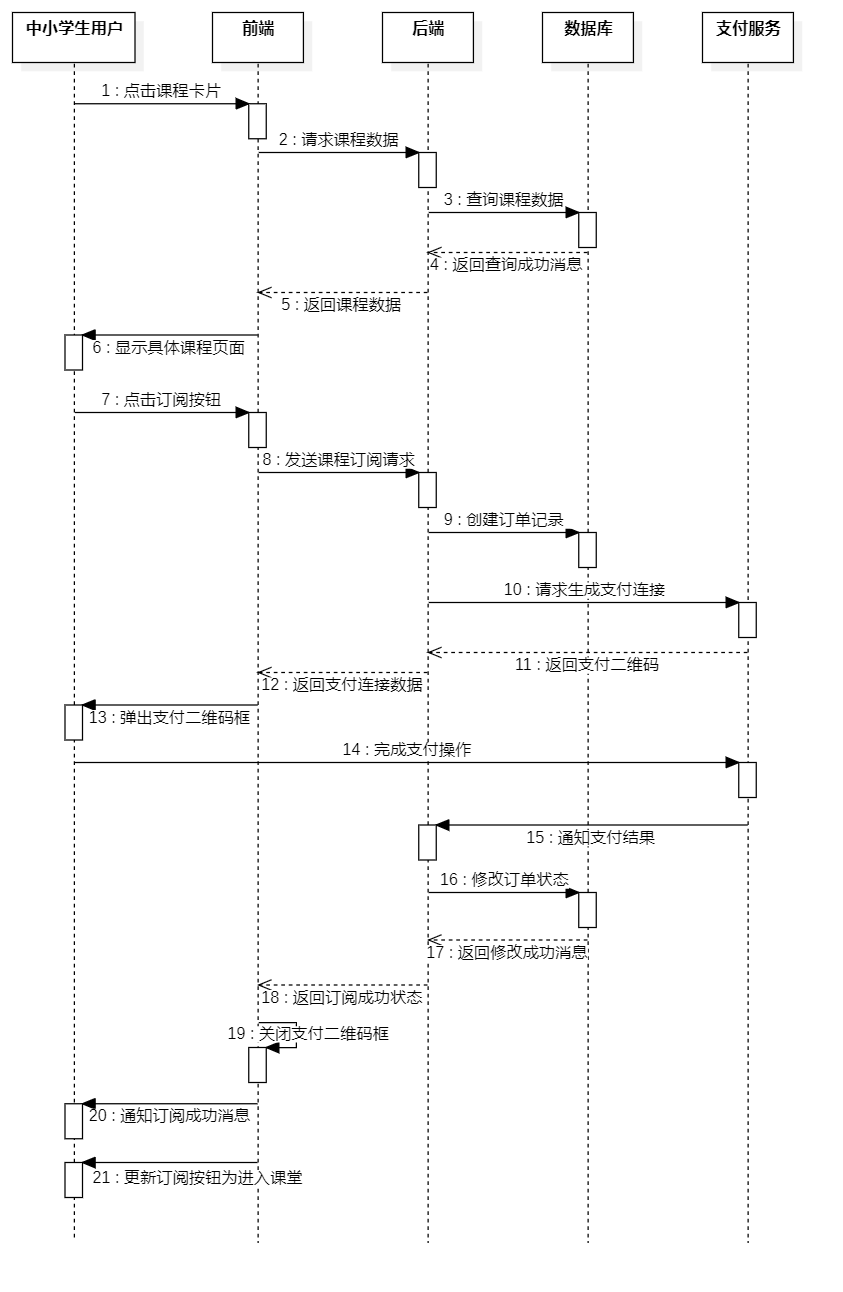 中小学生用户
前端
后端
数据库
支付服务
1 : 点击课程卡片
2 : 请求课程数据
3 : 查询课程数据
4 : 返回查询成功消息
5 : 返回课程数据
6 : 显示具体课程页面
7 : 点击订阅按钮
8 : 发送课程订阅请求
9 : 创建订单记录
10 : 请求生成支付连接
11 : 返回支付二维码
12 : 返回支付连接数据
13 : 弹出支付二维码框
14 : 完成支付操作
15 : 通知支付结果
16 : 修改订单状态
17 : 返回修改成功消息
18 : 返回订阅成功状态
19 : 关闭支付二维码框
20 : 通知订阅成功消息
21 : 更新订阅按钮为进入课堂